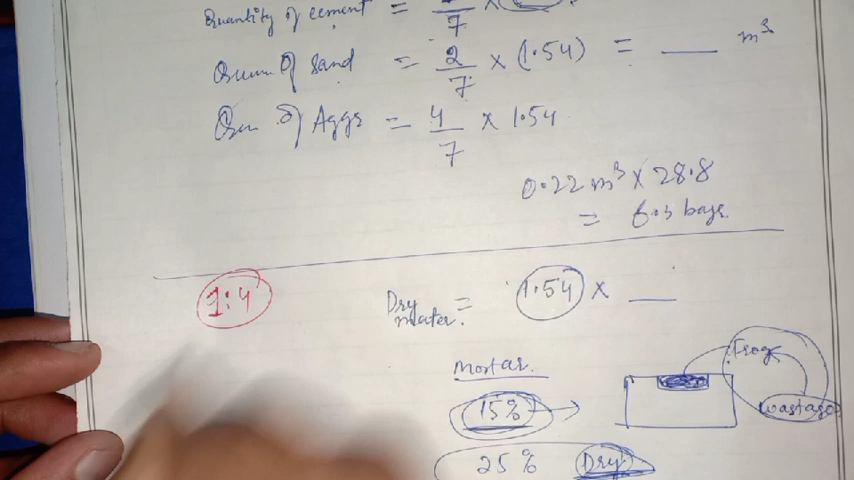 Quantity of cement = 1/7 ×
of sand = 2/7 × (1.54) = ___ m³
of Aggs = 4/7 × 1.54
0.22 m³ × 28.8
= 6.3 bags.
1:4
Dry mater. = 1.54 × ___
Mortar.
Frog
15%
wastage
25% Dry